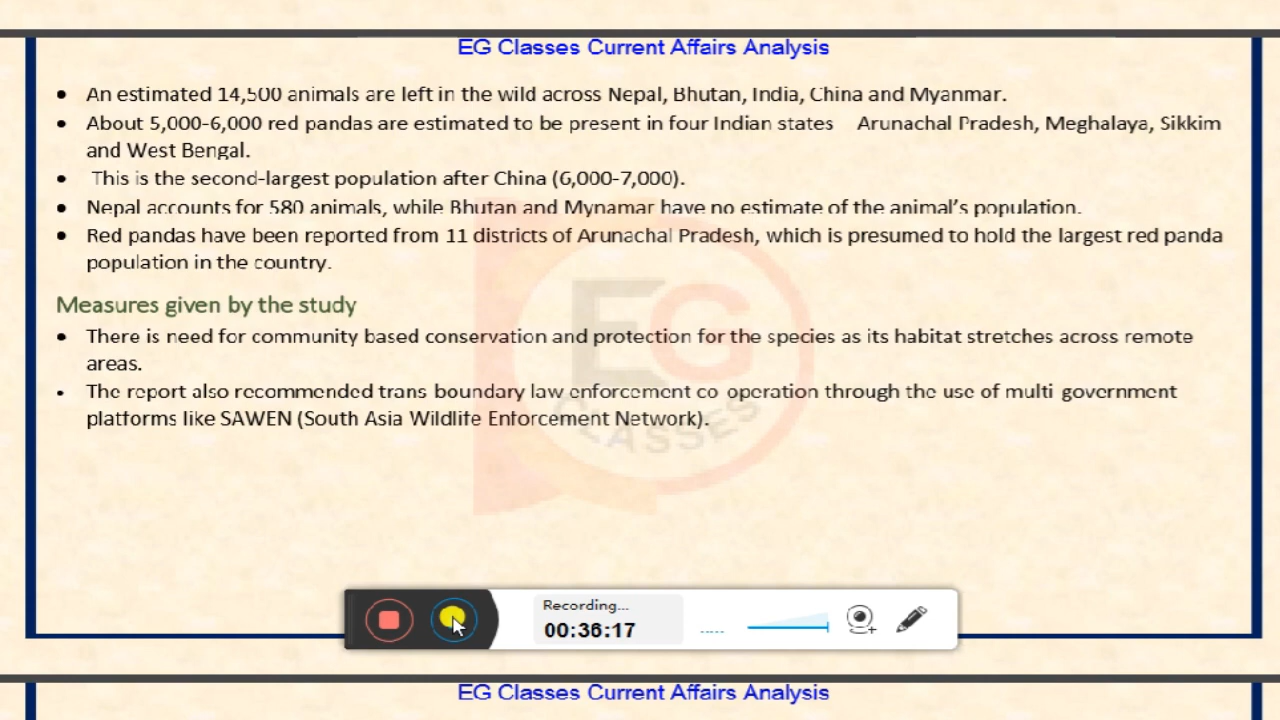 EG Classes Current Affairs Analysis
• An estimated 14,500 animals are left in the wild across Nepal, Bhutan, India, China and Myanmar.
• About 5,000-6,000 red pandas are estimated to be present in four Indian states Arunachal Pradesh, Meghalaya, Sikkim
and West Bengal.
• This is the second-largest population after China (6,000-7,000).
• Nepal accounts for 580 animals, while Bhutan and Mynamar have no estimate of the animal's population.
• Red pandas have been reported from 11 districts of Arunachal Pradesh, which is presumed to hold the largest red panda
population in the country.
Measures given by the study
• There is need for community based conservation and protection for the species as its habitat stretches across remote
areas.
• The report also recommended trans boundary law enforcement co operation through the use of multi government
platforms like SAWEN (South Asia Wildlife Enforcement Network).
EG
CLASSES
Recording...
00:36:17
EG Classes Current Affairs Analysis